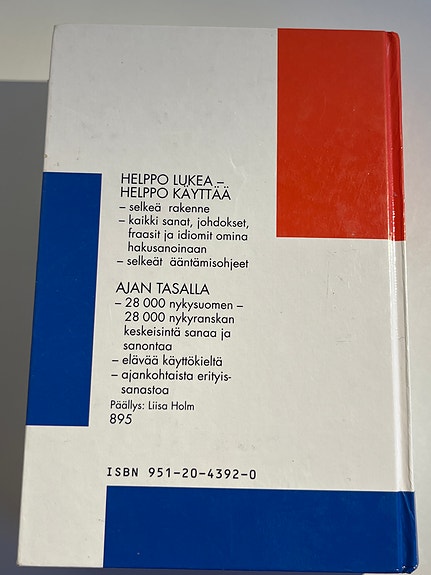 HELPPO LUKEA –
HELPPO KÄYTTÄÄ
– selkeä rakenne
– kaikki sanat, johdokset,
fraasit ja idiomit omina
hakusanoinaan
– selkeät ääntämisohjeet
AJAN TASALLA
– 28 000 nykysuomen –
28 000 nykyranskan
keskeisintä sanaa ja
sanontaa
– elävää käyttökieltä
– ajankohtaista erityis-
sanastoa
Päällys: Liisa Holm
895
ISBN 951-20-4392-0